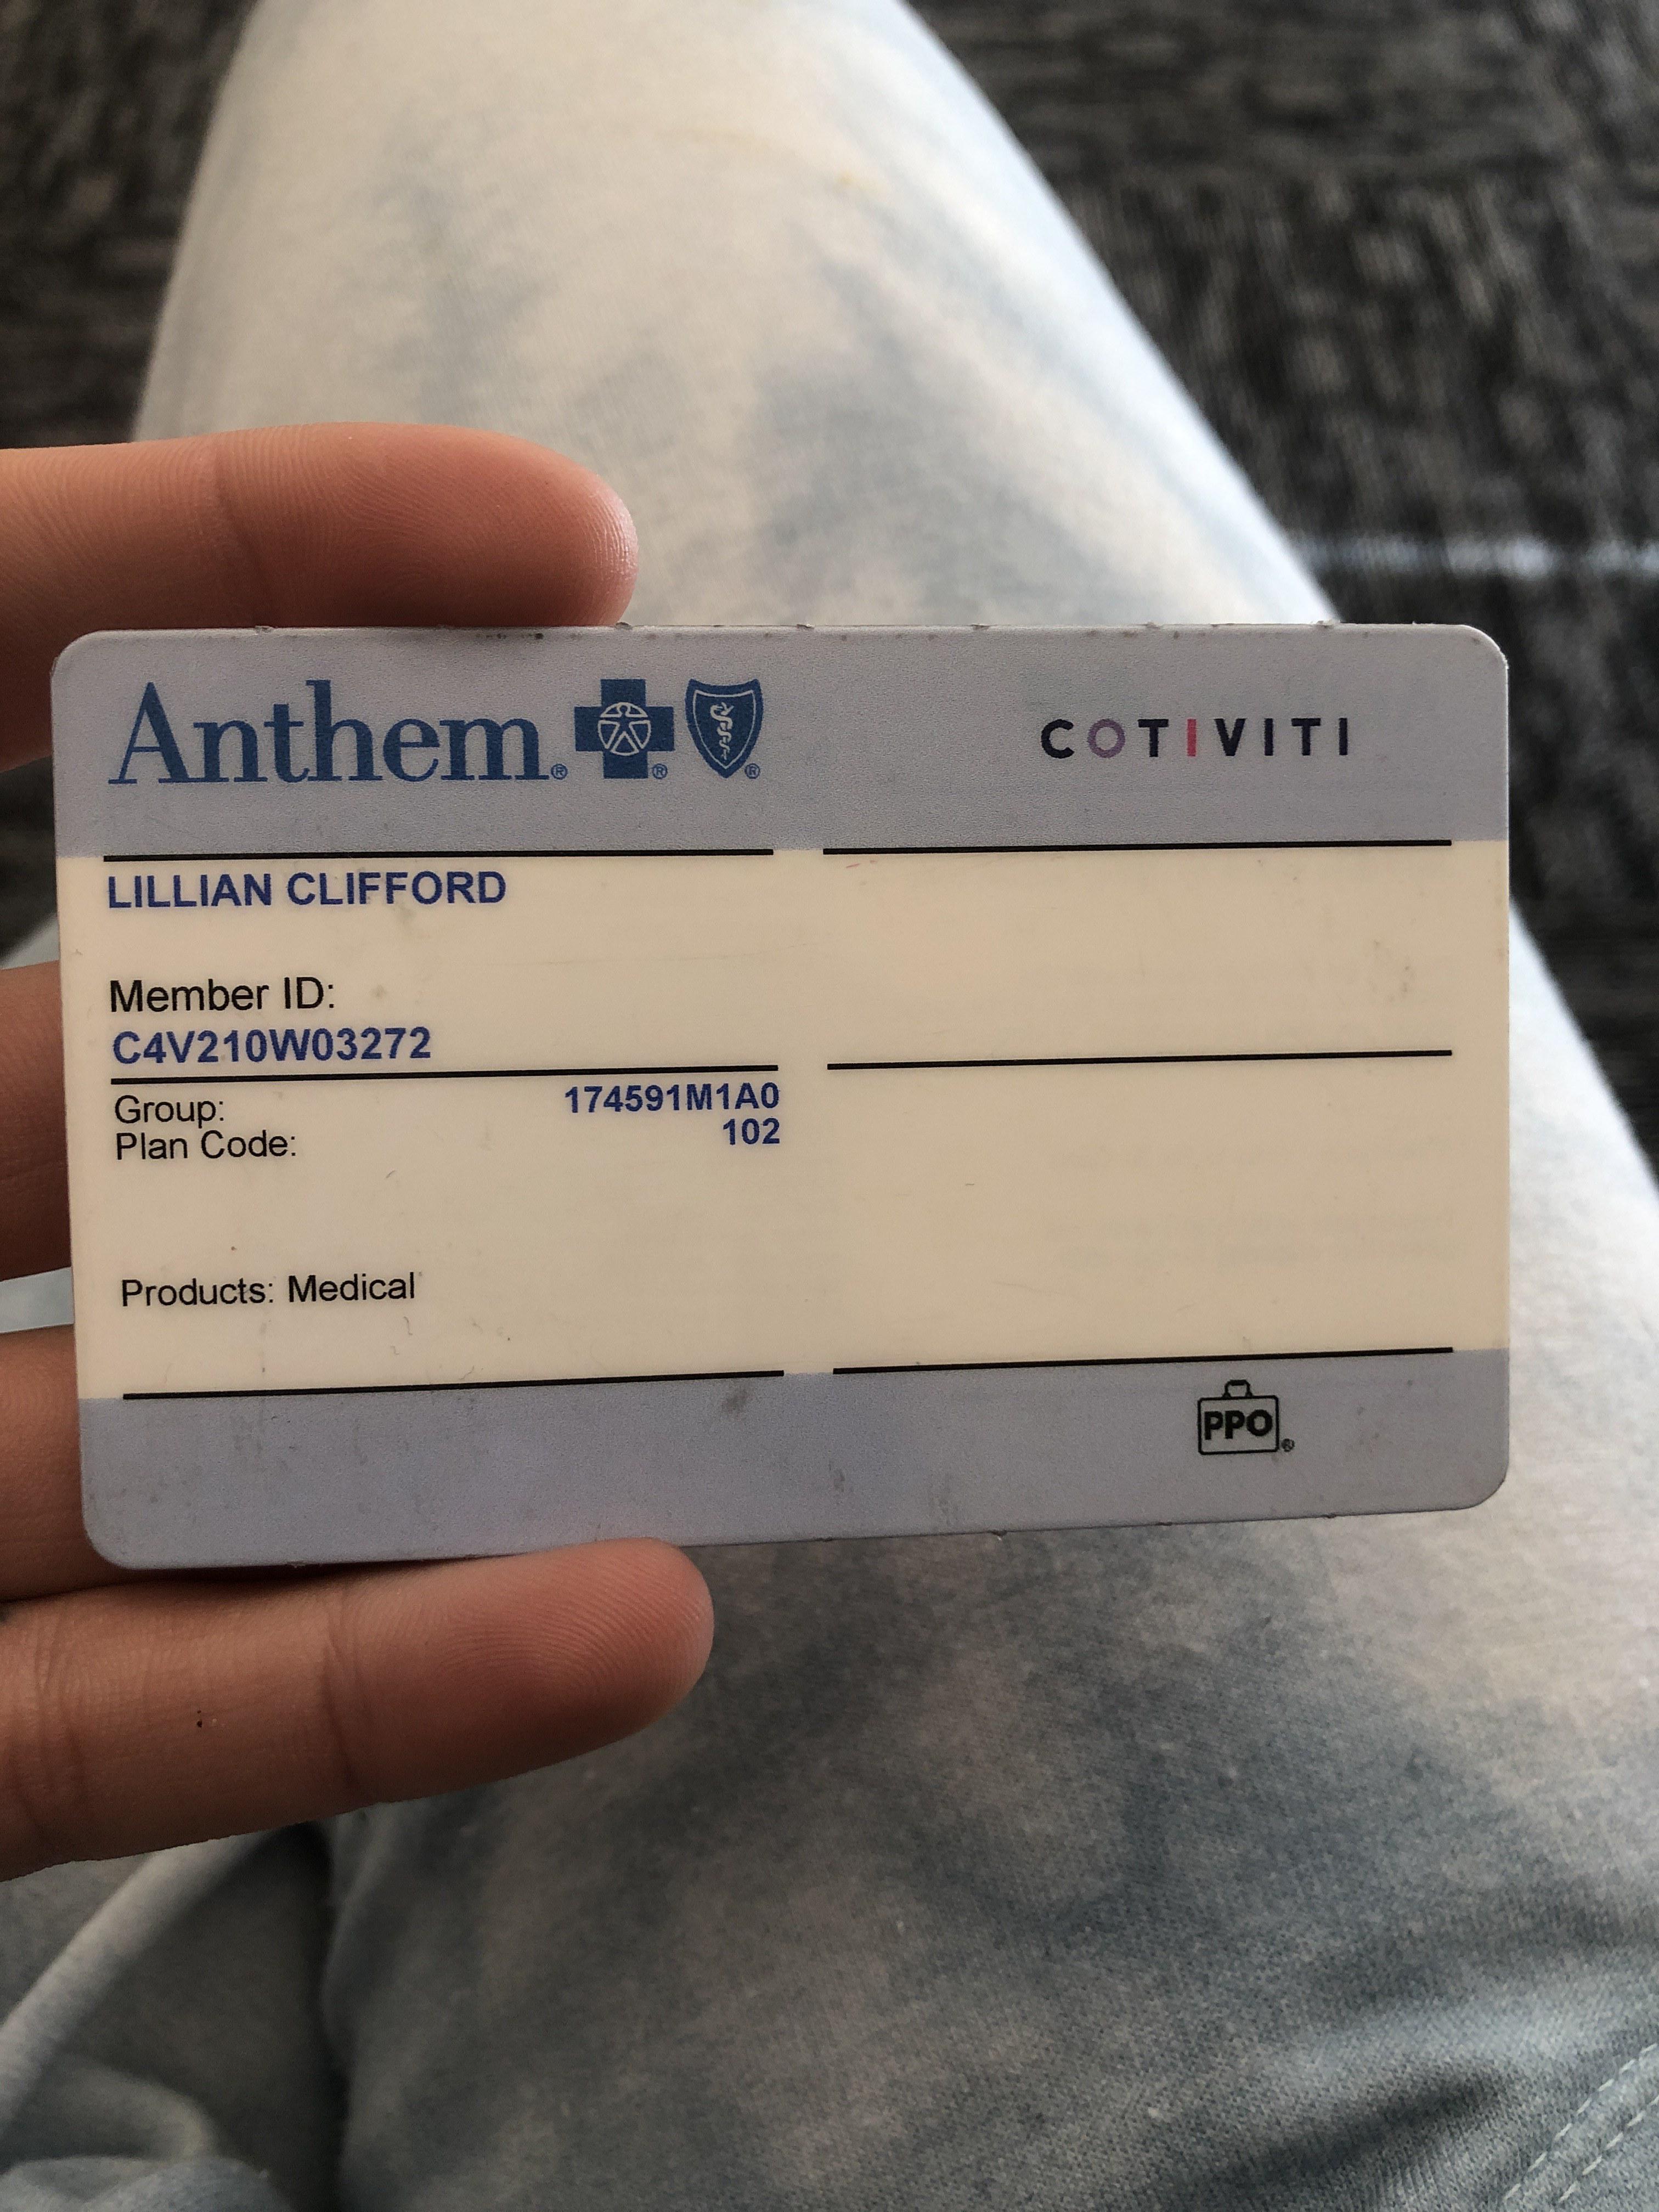 Anthem® ® ®
COTIVITI
LILLIAN CLIFFORD
Member ID:
C4V210W03272
Group: 174591M1A0
Plan Code: 102
Products: Medical
PPO®